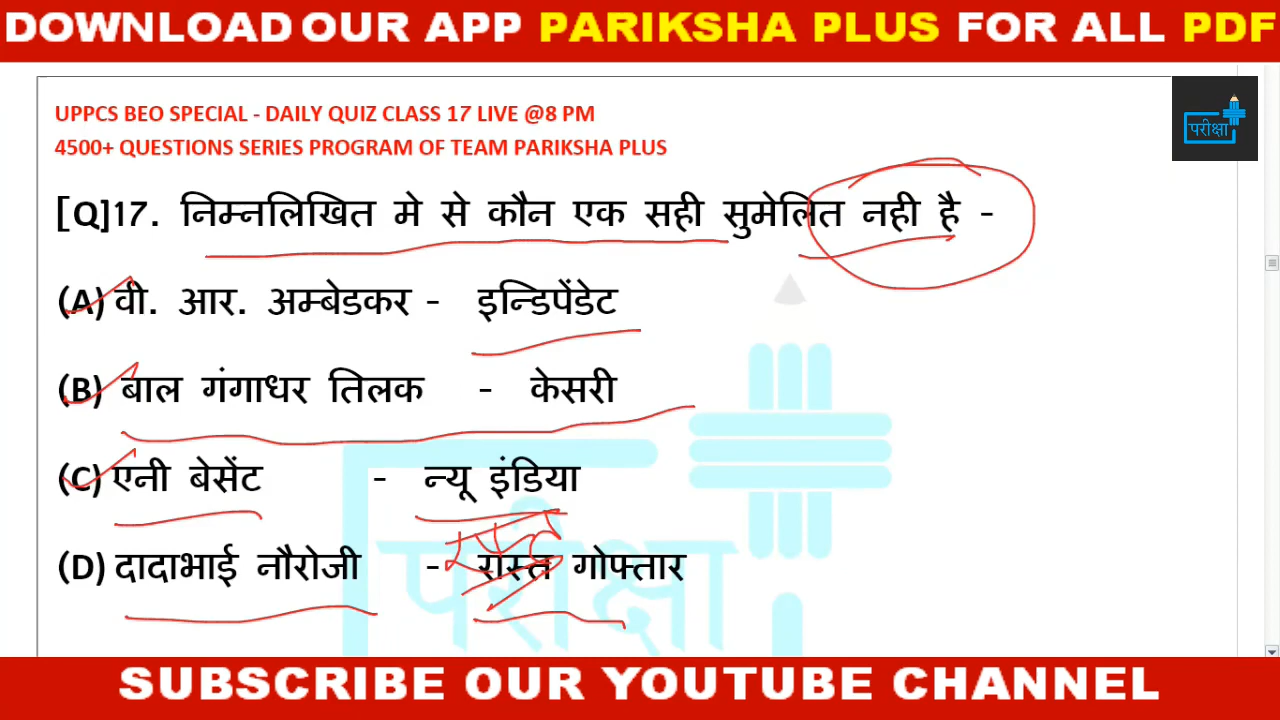 DOWNLOAD OUR APP PARIKSHA PLUS FOR ALL PDF
परीक्षा
UPPCS BEO SPECIAL - DAILY QUIZ CLASS 17 LIVE @8 PM
4500+ QUESTIONS SERIES PROGRAM OF TEAM PARIKSHA PLUS
[Q]17. निम्नलिखित मे से कौन एक सही सुमेलित नही है -
(A) वी. आर. अम्बेडकर - इन्डिपेंडेट
(B) बाल गंगाधर तिलक - केसरी
(C) एनी बेसेंट - न्यू इंडिया
(D) दादाभाई नौरोजी - रास्त गोफ्तार
परीक्षा
SUBSCRIBE OUR YOUTUBE CHANNEL